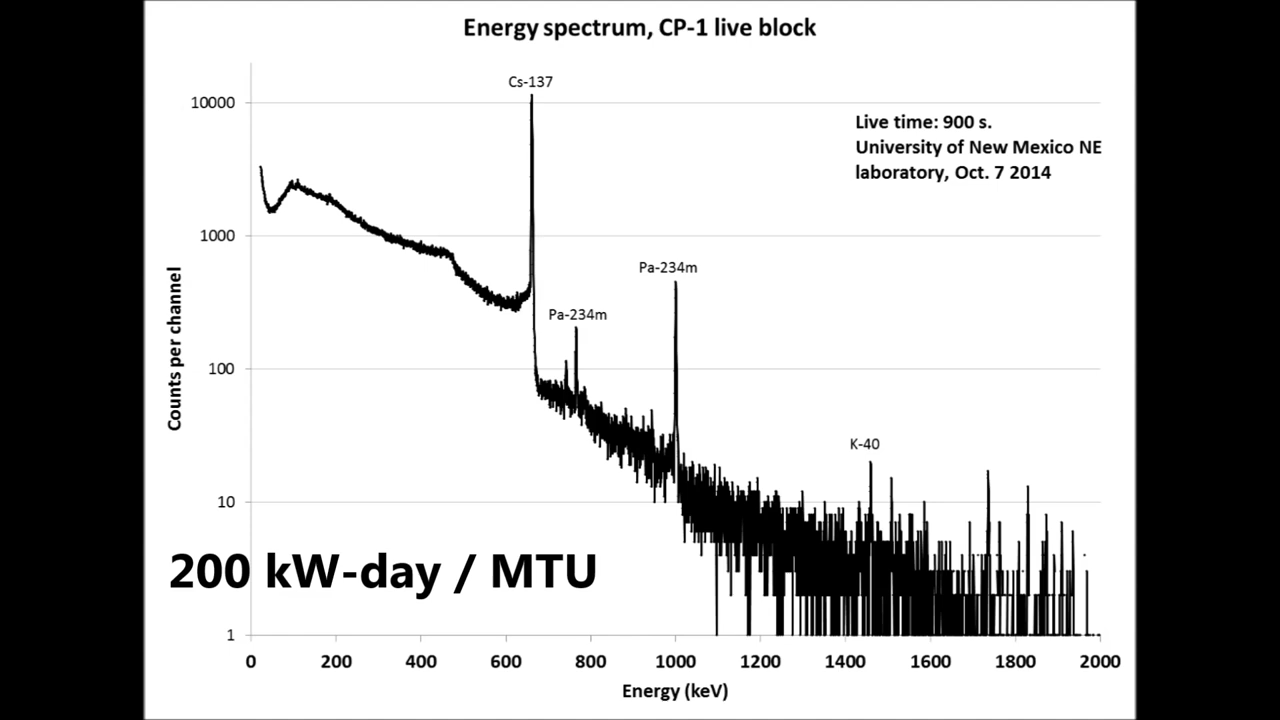 Energy spectrum, CP-1 live block
Cs-137
10000
Live time: 900 s.
University of New Mexico NE
laboratory, Oct. 7 2014
1000
Pa-234m
Pa-234m
Counts per channel
100
K-40
10
200 kW-day / MTU
1
0 200 400 600 800 1000 1200 1400 1600 1800 2000
Energy (keV)